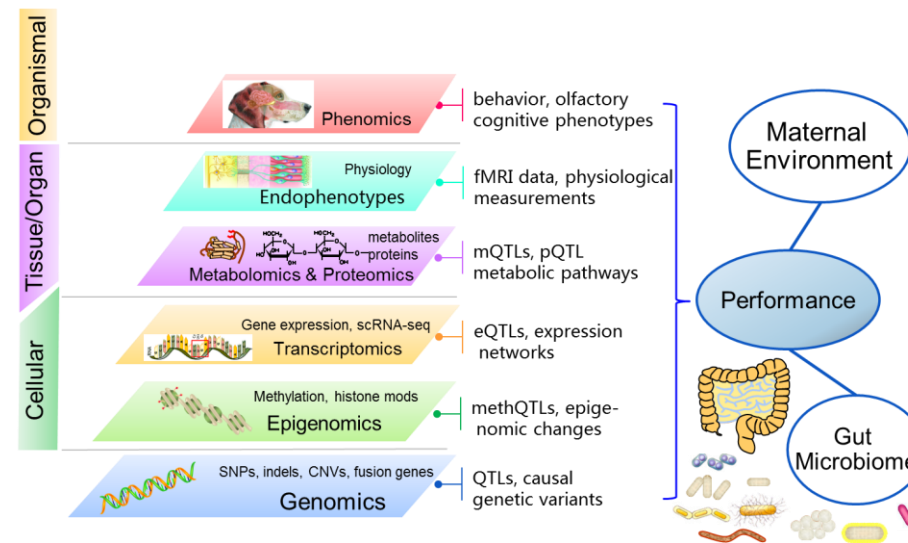 Organismal
Tissue/Organ
Cellular
Phenomics
behavior, olfactory
cognitive phenotypes
Physiology
Endophenotypes
fMRI data, physiological
measurements
metabolites
proteins
Metabolomics & Proteomics
mQTLs, pQTL
metabolic pathways
Gene expression, scRNA-seq
Transcriptomics
eQTLs, expression
networks
Methylation, histone mods
Epigenomics
methQTLs, epige-
nomic changes
SNPs, indels, CNVs, fusion genes
Genomics
QTLs, causal
genetic variants
Maternal
Environment
Performance
Gut
Microbiome